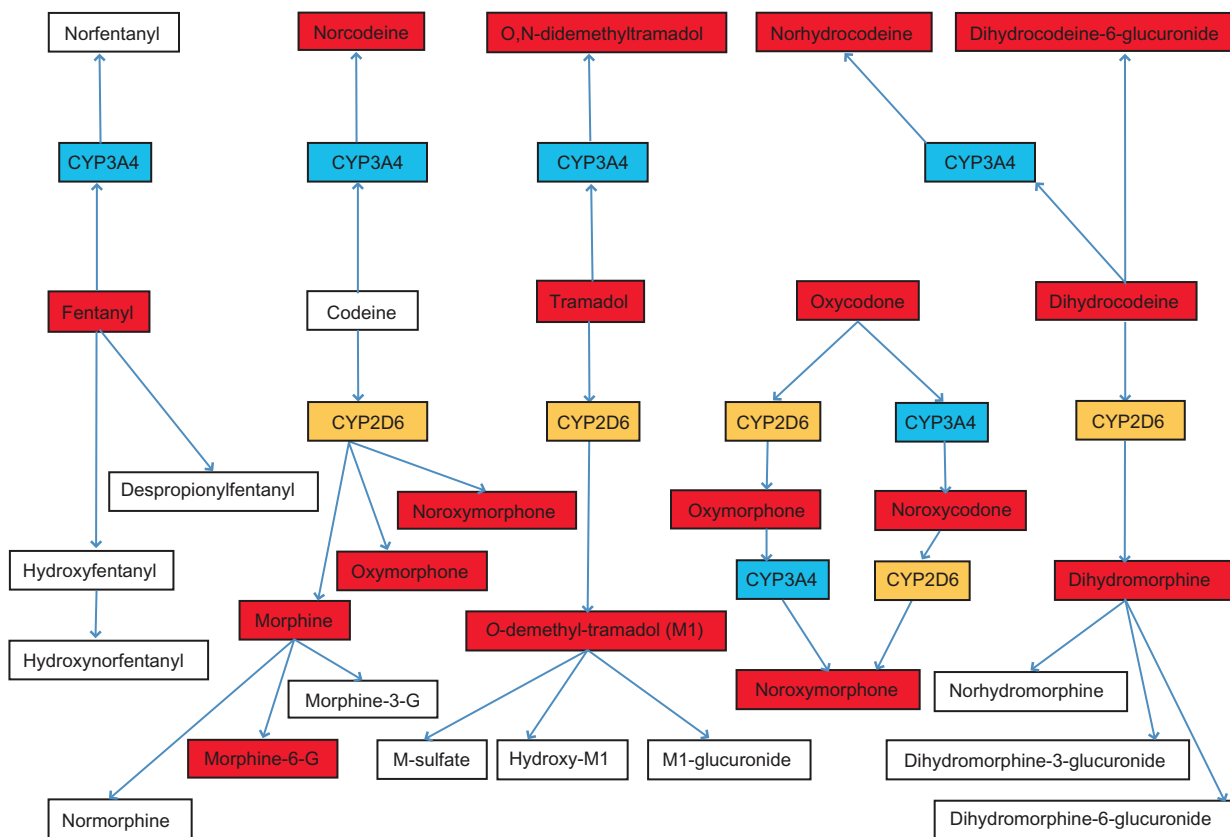 Norfentanyl
Norcodeine
O,N-didemethyltramadol
Norhydrocodeine
Dihydrocodeine-6-glucuronide
CYP3A4
CYP3A4
CYP3A4
CYP3A4
Fentanyl
Codeine
Tramadol
Oxycodone
Dihydrocodeine
CYP2D6
CYP2D6
CYP2D6
CYP3A4
CYP2D6
Despropionylfentanyl
Noroxymorphone
Oxymorphone
Noroxycodone
Hydroxyfentanyl
Oxymorphone
CYP3A4
CYP2D6
Dihydromorphine
Morphine
O-demethyl-tramadol (M1)
Hydroxynorfentanyl
Morphine-3-G
Noroxymorphone
Norhydromorphine
Morphine-6-G
M-sulfate
Hydroxy-M1
M1-glucuronide
Dihydromorphine-3-glucuronide
Normorphine
Dihydromorphine-6-glucuronide